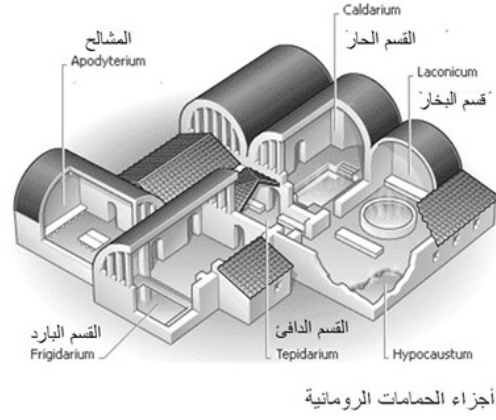 Caldarium
القسم الحار
المشالح
Apodyterium
Laconicum
قسم البخار
القسم البارد
Frigidarium
القسم الدافئ
Tepidarium
Hypocaustum
أجزاء الحمامات الرومانية